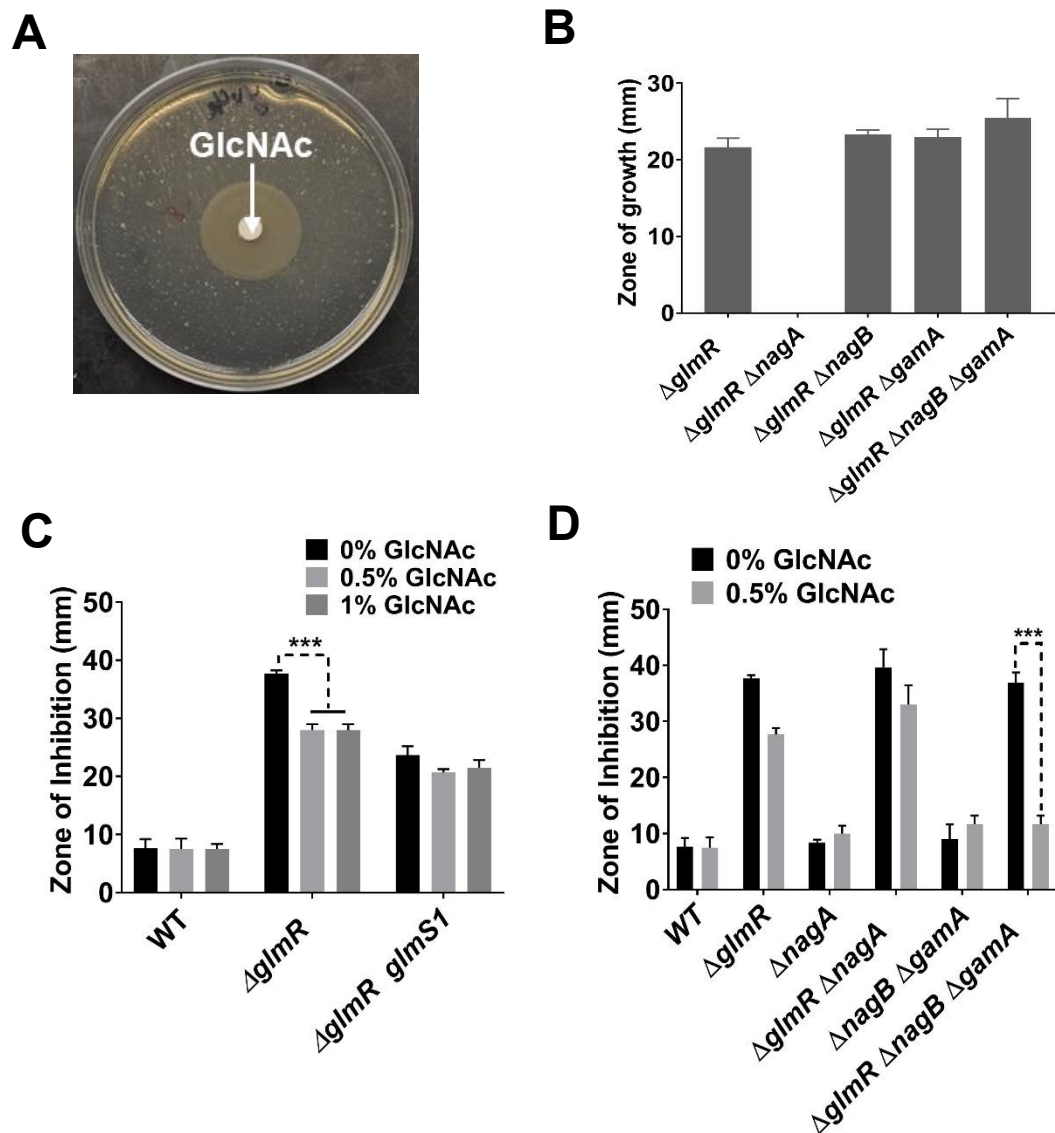 A
GlcNAc
B
Zone of growth (mm)
30
20
10
0
ΔglmR
ΔglmR ΔnagA
ΔglmR ΔnagB
ΔglmR ΔgamA
ΔglmR ΔnagB ΔgamA
C
0% GlcNAc
0.5% GlcNAc
1% GlcNAc
Zone of Inhibition (mm)
50
40
30
20
10
0
***
WT
ΔglmR
ΔglmR glmS1
D
0% GlcNAc
0.5% GlcNAc
Zone of Inhibition (mm)
50
40
30
20
10
0
***
WT
ΔglmR
ΔnagA
ΔglmR ΔnagA
ΔnagB ΔgamA
ΔglmR ΔnagB ΔgamA